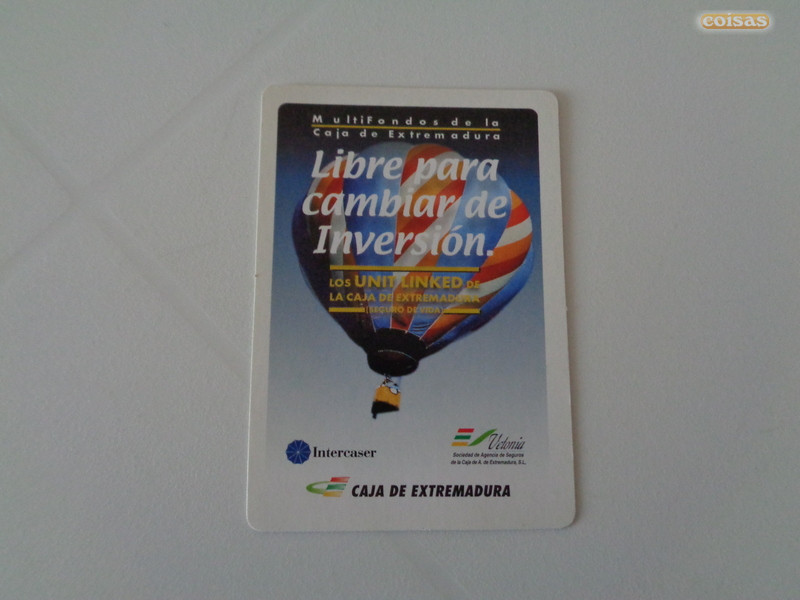 coisas
MultiFondos de la
Caja de Extremadura
Libre para
cambiar de
Inversión.
LOS UNIT LINKED DE
LA CAJA DE EXTREMADURA
(SEGURO DE VIDA)
Intercaser
Vetonia
Sociedad de Agencia de Seguros
de la Caja de A. de Extremadura, S.L.
CAJA DE EXTREMADURA